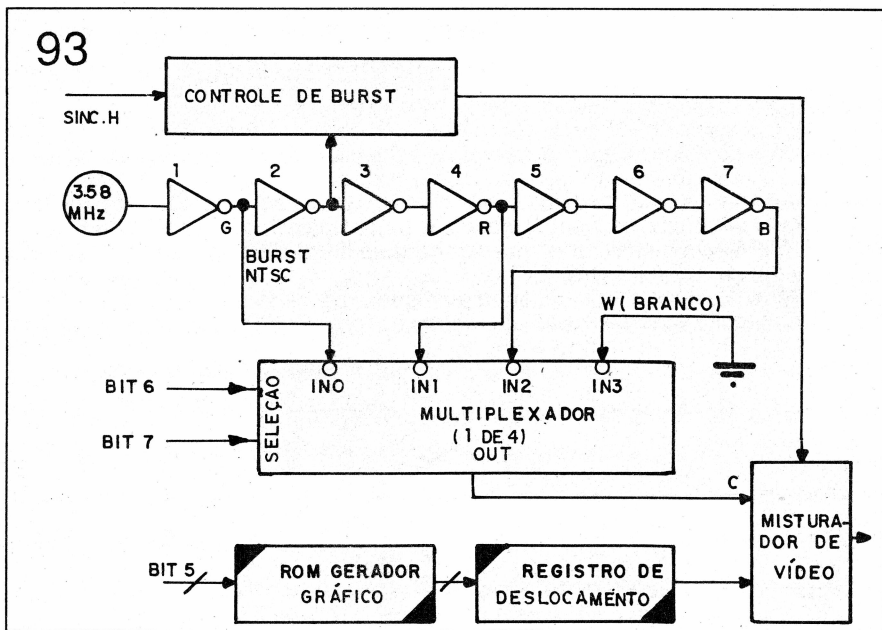 93
CONTROLE DE BURST
SINC.H
1 2 3 4 5 6 7
3.58
MHz
G
R
B
BURST
NTSC
W (BRANCO)
IN0 IN1 IN2 IN3
BIT 6
BIT 7
SELEÇÃO
MULTIPLEXADOR
(1 DE 4)
OUT
C
MISTURA-
DOR DE
VÍDEO
BIT 5
ROM GERADOR
GRÁFICO
REGISTRO DE
DESLOCAMENTO